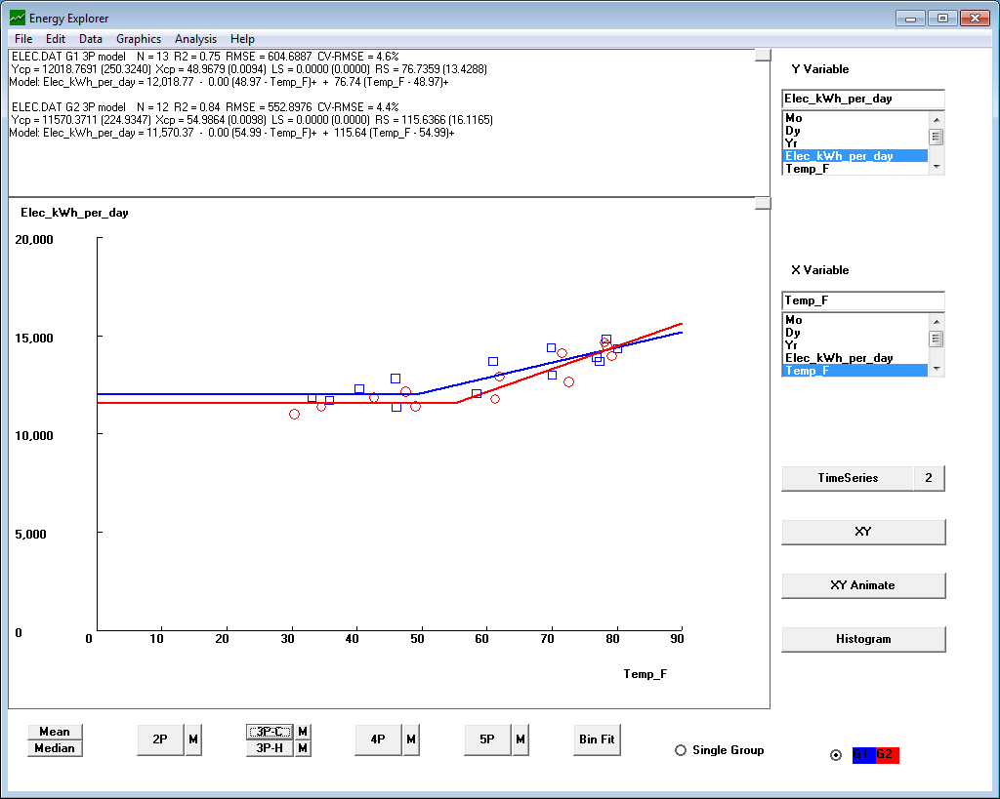 Energy Explorer
File Edit Data Graphics Analysis Help
ELEC.DAT G1 3P model N = 13 R2 = 0.75 RMSE = 604.6887 CV-RMSE = 4.6%
Ycp = 12018.7691 (250.3240) Xcp = 48.9679 (0.0094) LS = 0.0000 (0.0000) RS = 76.7359 (13.4288)
Model: Elec_kWh_per_day = 12,018.77 - 0.00 (48.97 - Temp_F)+ + 76.74 (Temp_F - 48.97)+
ELEC.DAT G2 3P model N = 12 R2 = 0.84 RMSE = 552.8976 CV-RMSE = 4.4%
Ycp = 11570.3711 (224.9347) Xcp = 54.9864 (0.0098) LS = 0.0000 (0.0000) RS = 115.6366 (16.1165)
Model: Elec_kWh_per_day = 11,570.37 - 0.00 (54.99 - Temp_F)+ + 115.64 (Temp_F - 54.99)+
Y Variable
Elec_kWh_per_day
Mo
Dy
Yr
Elec_kWh_per_day
Temp_F
Elec_kWh_per_day
20,000
15,000
10,000
5,000
0
0 10 20 30 40 50 60 70 80 90
Temp_F
X Variable
Temp_F
Mo
Dy
Yr
Elec_kWh_per_day
Temp_F
TimeSeries 2
XY
XY Animate
Histogram
Mean
Median
2P M
3P-C M
3P-H M
4P M
5P M
Bin Fit
Single Group
G1 G2